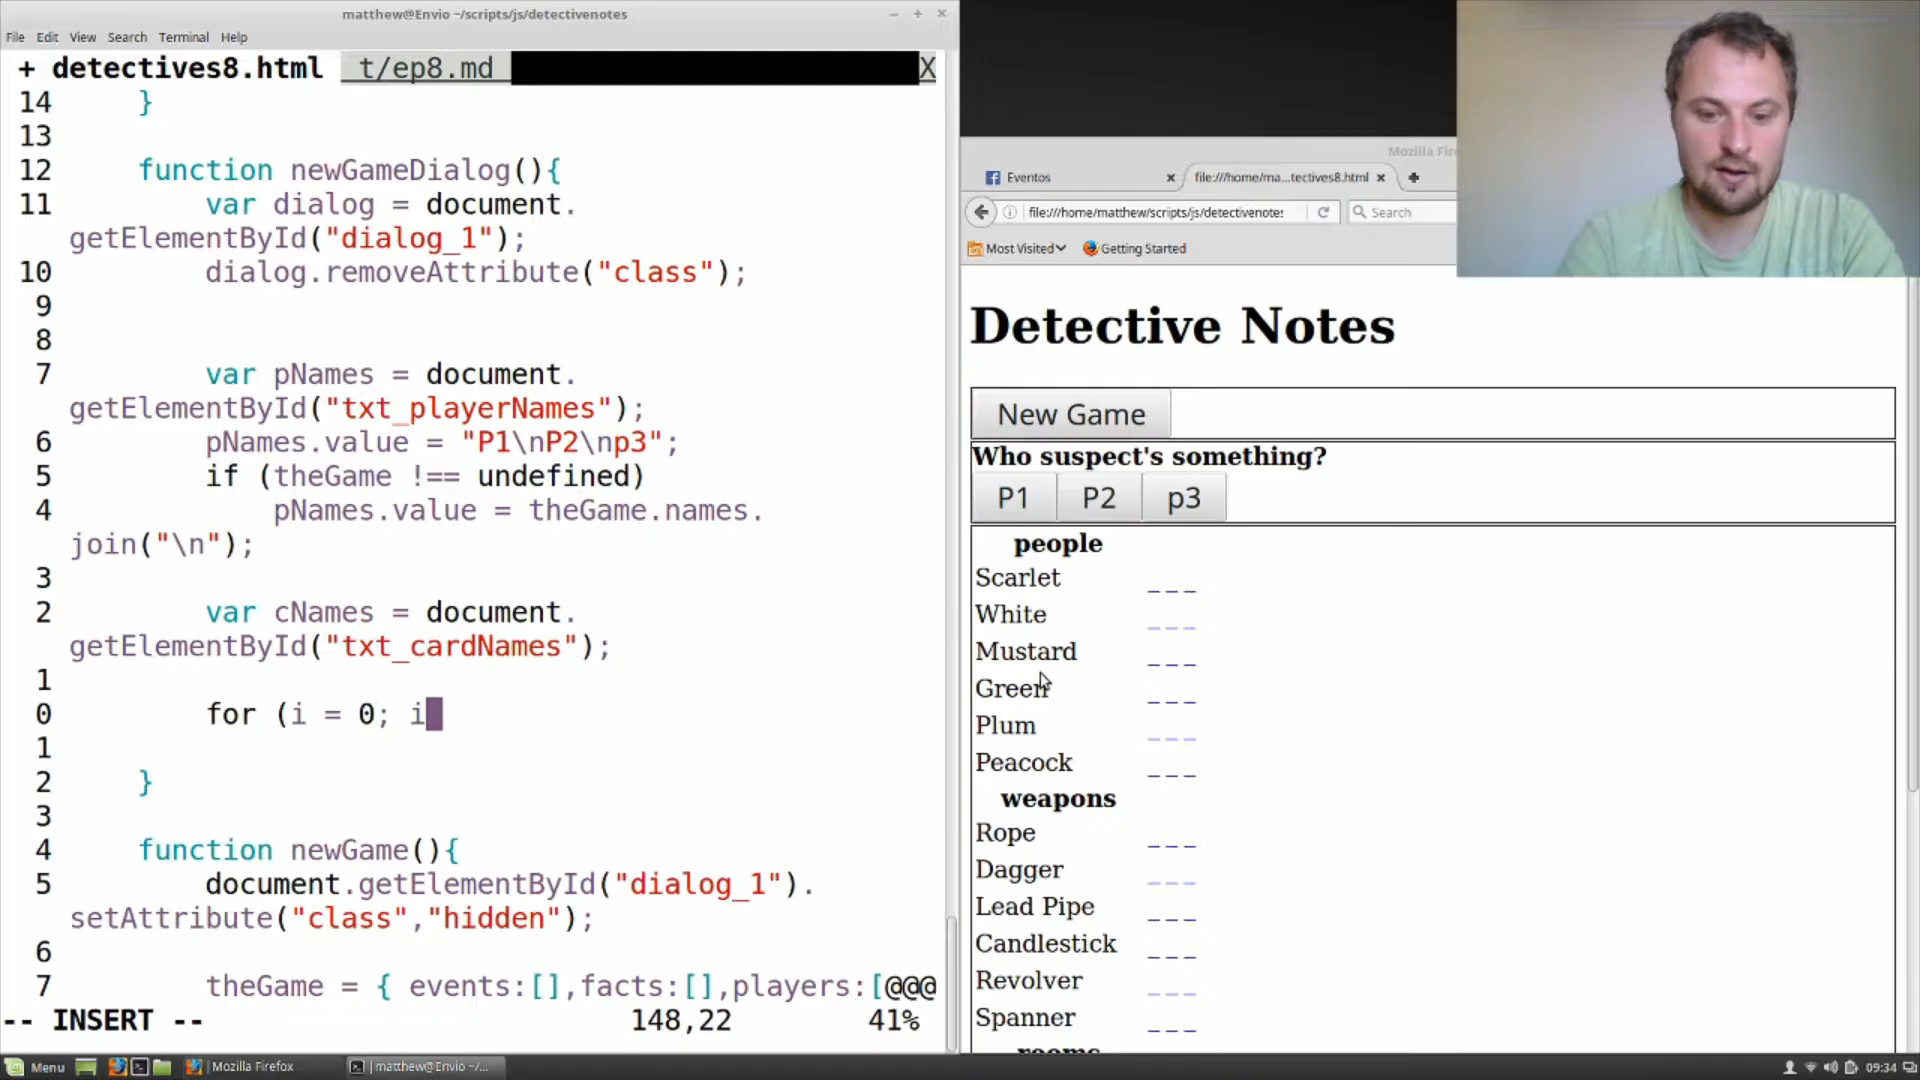 matthew@Envio ~/scripts/js/detectivenotes
File Edit View Search Terminal Help
+ detectives8.html t/ep8.md X
14 }
13
12 function newGameDialog(){
11 var dialog = document.
getElementById("dialog_1");
10 dialog.removeAttribute("class");
9
8
7 var pNames = document.
getElementById("txt_playerNames");
6 pNames.value = "P1\nP2\np3";
5 if (theGame !== undefined)
4 pNames.value = theGame.names.
join("\n");
3
2 var cNames = document.
getElementById("txt_cardNames");
1
0 for (i = 0; i
1
2 }
3
4 function newGame(){
5 document.getElementById("dialog_1").
setAttribute("class","hidden");
6
7 theGame = { events:[],facts:[],players:[@@@
-- INSERT -- 148,22 41%
Mozilla Fire
Eventos
file:///home/ma...tectives8.html
file:///home/matthew/scripts/js/detectivenote:
Search
Most Visited
Getting Started
Detective Notes
New Game
Who suspect's something?
P1 P2 p3
people
Scarlet _ _ _
White _ _ _
Mustard _ _ _
Green _ _ _
Plum _ _ _
Peacock _ _ _
weapons
Rope _ _ _
Dagger _ _ _
Lead Pipe _ _ _
Candlestick _ _ _
Revolver _ _ _
Spanner _ _ _
rooms
Menu Mozilla Firefox matthew@Envio ~/... 09:34